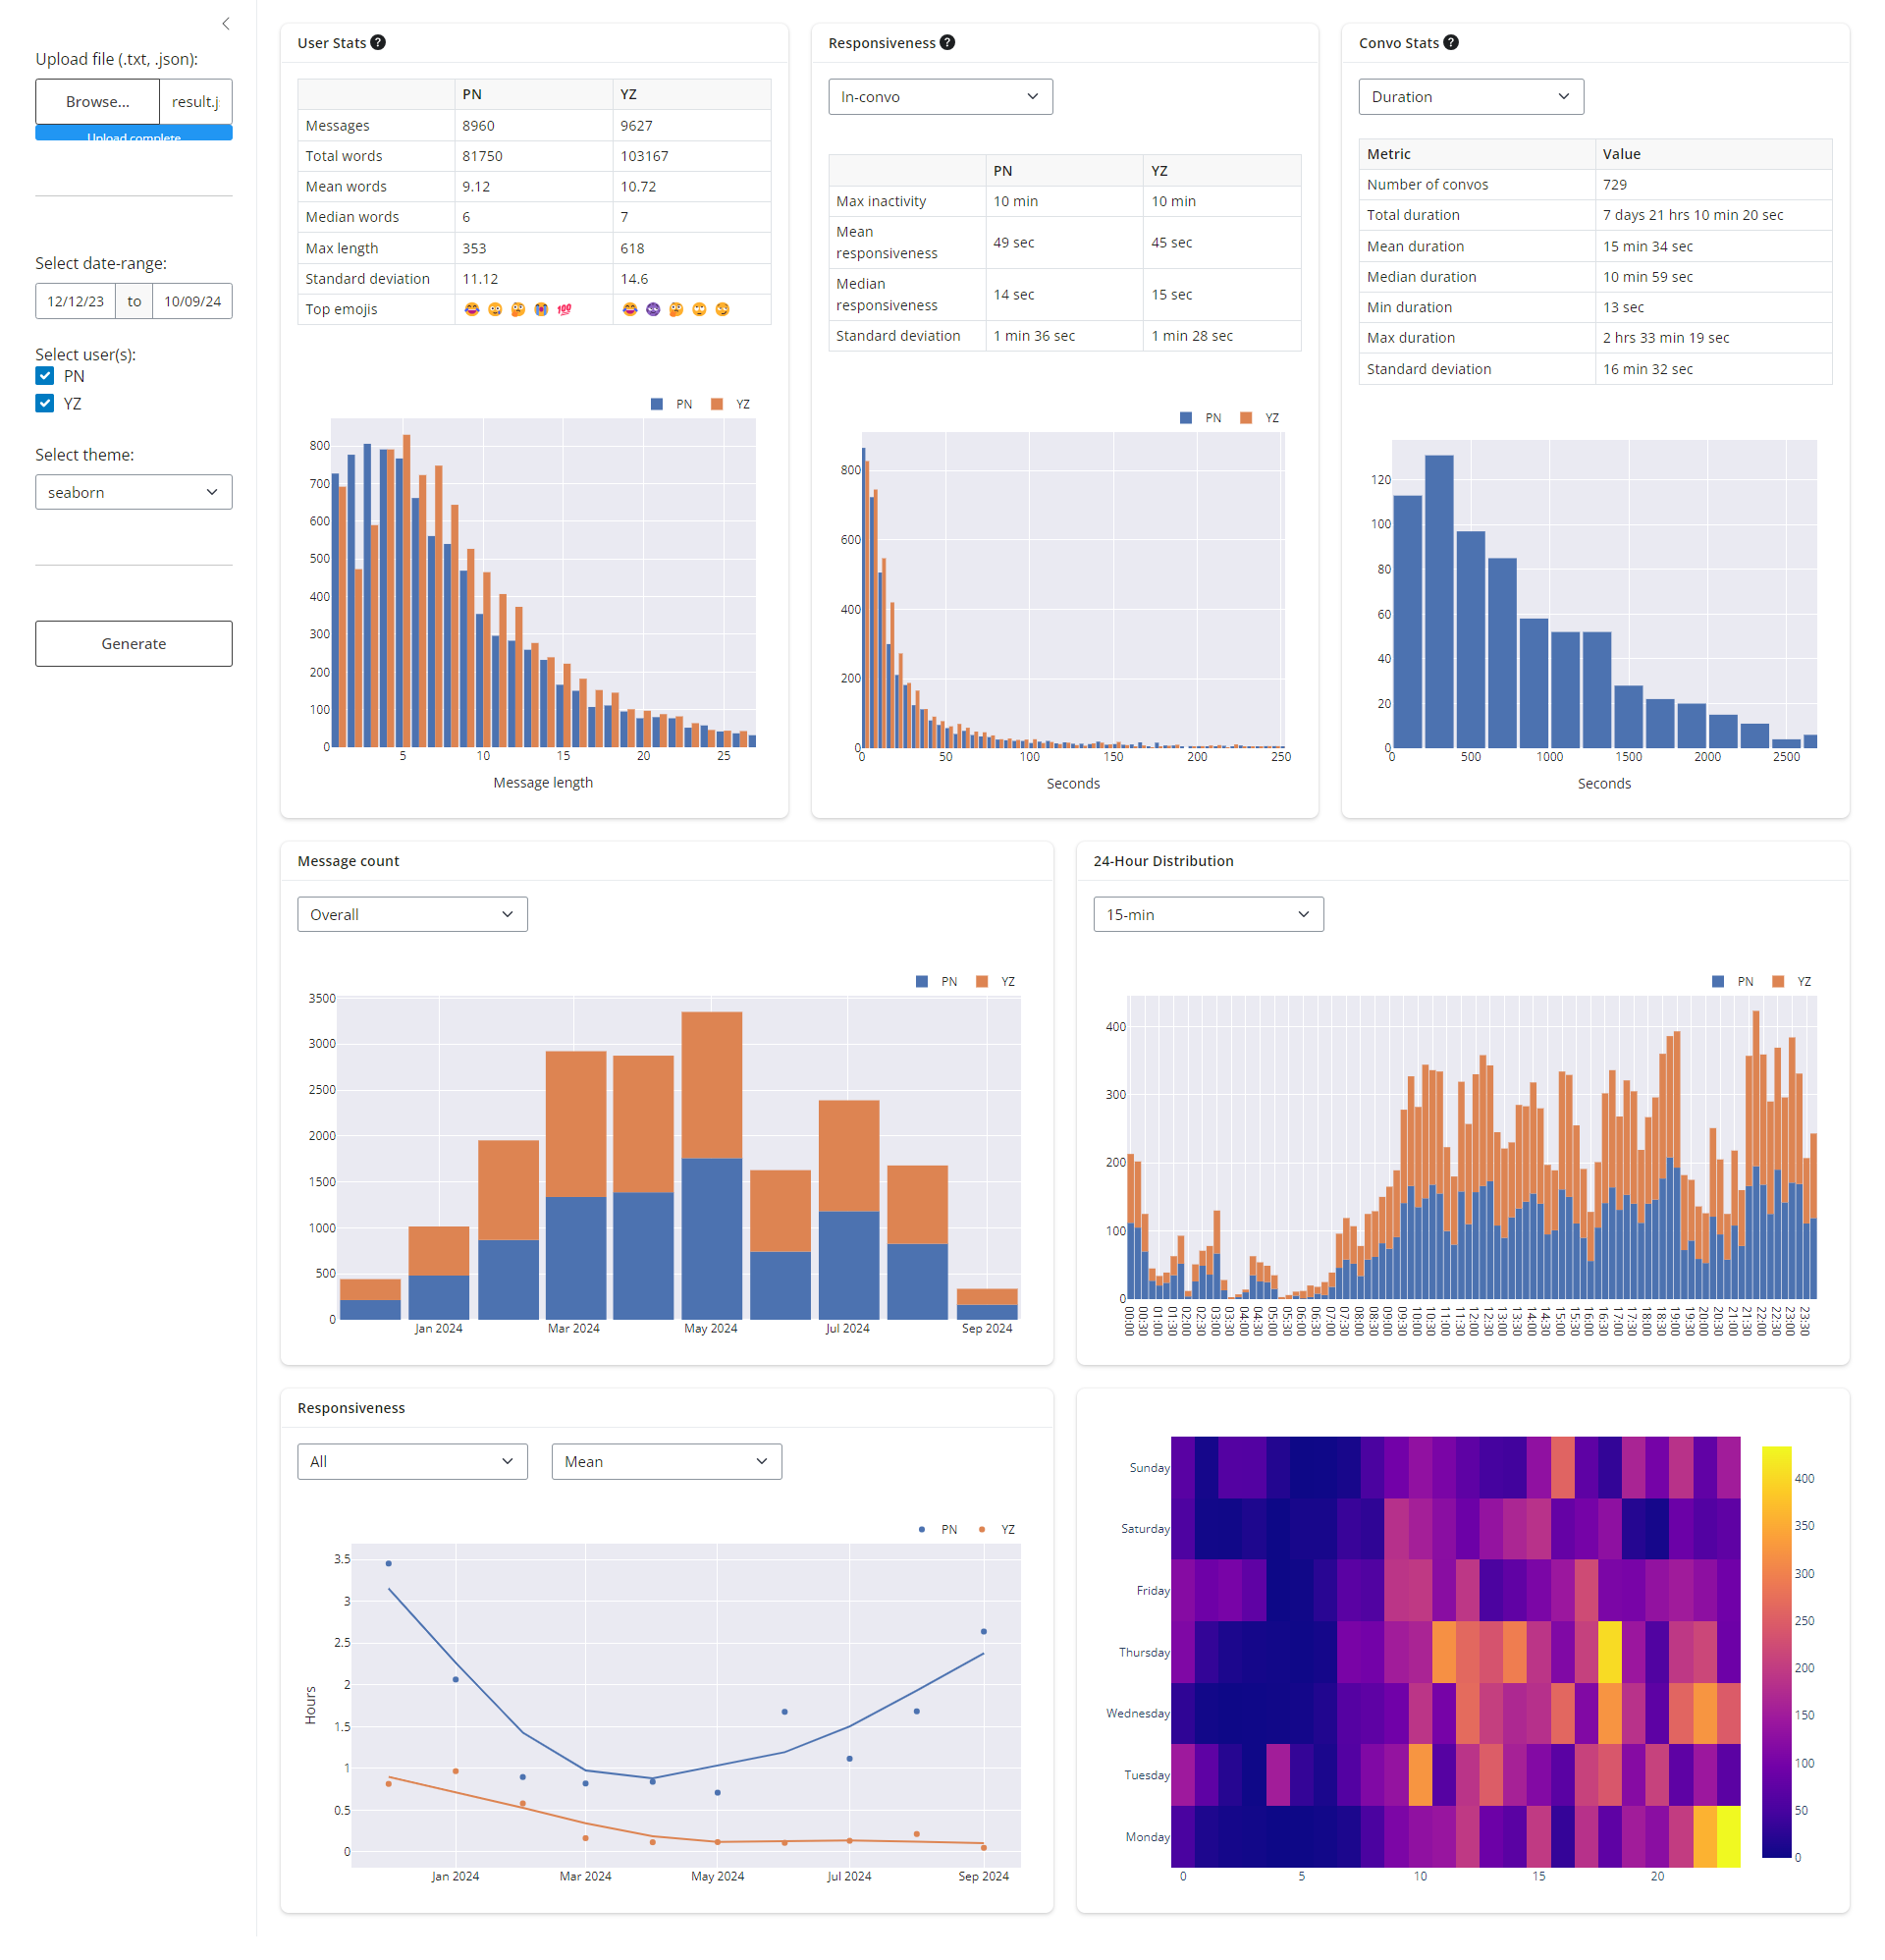 Upload file (.txt, .json):
Browse... result.j
Upload complete
Select date-range:
12/12/23 to 10/09/24
Select user(s):
PN
YZ
Select theme:
seaborn
Generate
User Stats ?
PN YZ
Messages 8960 9627
Total words 81750 103167
Mean words 9.12 10.72
Median words 6 7
Max length 353 618
Standard deviation 11.12 14.6
Top emojis 💯
PN YZ
800
700
600
500
400
300
200
100
0
5 10 15 20 25
Message length
Responsiveness ?
In-convo
PN YZ
Max inactivity 10 min 10 min
Mean
responsiveness 49 sec 45 sec
Median
responsiveness 14 sec 15 sec
Standard deviation 1 min 36 sec 1 min 28 sec
PN YZ
800
600
400
200
0
0 50 100 150 200 250
Seconds
Convo Stats ?
Duration
Metric Value
Number of convos 729
Total duration 7 days 21 hrs 10 min 20 sec
Mean duration 15 min 34 sec
Median duration 10 min 59 sec
Min duration 13 sec
Max duration 2 hrs 33 min 19 sec
Standard deviation 16 min 32 sec
120
100
80
60
40
20
0
0 500 1000 1500 2000 2500
Seconds
Message count
Overall
PN YZ
3500
3000
2500
2000
1500
1000
500
0
Jan 2024 Mar 2024 May 2024 Jul 2024 Sep 2024
24-Hour Distribution
15-min
PN YZ
400
300
200
100
0
00:00 00:30 01:00 01:30 02:00 02:30 03:00 03:30 04:00 04:30 05:00 05:30 06:00 06:30 07:00 07:30 08:00 08:30 09:00 09:30 10:00 10:30 11:00 11:30 12:00 12:30 13:00 13:30 14:00 14:30 15:00 15:30 16:00 16:30 17:00 17:30 18:00 18:30 19:00 19:30 20:00 20:30 21:00 21:30 22:00 22:30 23:00 23:30
Responsiveness
All Mean
PN YZ
3.5
3
2.5
2
1.5
1
0.5
0
Hours
Jan 2024 Mar 2024 May 2024 Jul 2024 Sep 2024
Sunday
Saturday
Friday
Thursday
Wednesday
Tuesday
Monday
0 5 10 15 20
400
350
300
250
200
150
100
50
0